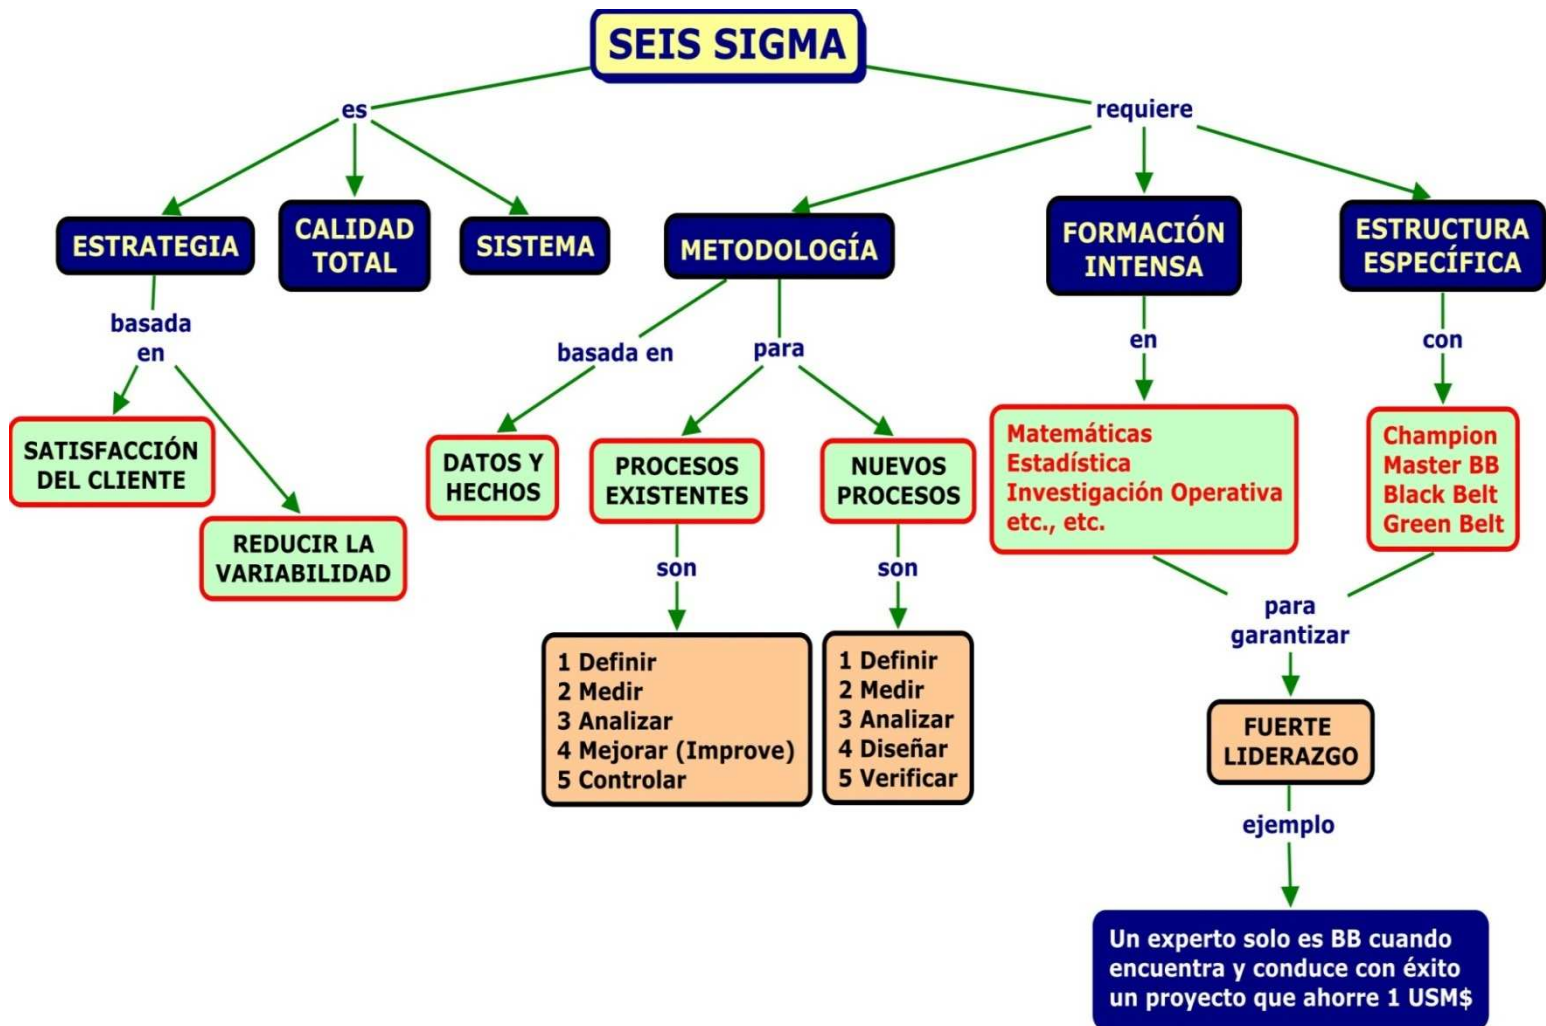 SEIS SIGMA
es
requiere
ESTRATEGIA
CALIDAD
TOTAL
SISTEMA
METODOLOGÍA
FORMACIÓN
INTENSA
ESTRUCTURA
ESPECÍFICA
basada
en
basada en
para
en
con
SATISFACCIÓN
DEL CLIENTE
REDUCIR LA
VARIABILIDAD
DATOS Y
HECHOS
PROCESOS
EXISTENTES
NUEVOS
PROCESOS
Matemáticas
Estadística
Investigación Operativa
etc., etc.
Champion
Master BB
Black Belt
Green Belt
son
son
para
garantizar
1 Definir
2 Medir
3 Analizar
4 Mejorar (Improve)
5 Controlar
1 Definir
2 Medir
3 Analizar
4 Diseñar
5 Verificar
FUERTE
LIDERAZGO
ejemplo
Un experto solo es BB cuando
encuentra y conduce con éxito
un proyecto que ahorre 1 USM$